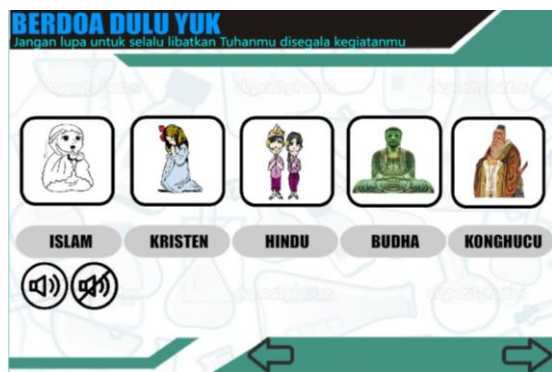 BERDOA DULU YUK
Jangan lupa untuk selalu libatkan Tuhanmu disegala kegiatanmu
ISLAM
KRISTEN
HINDU
BUDHA
KONGHUCU